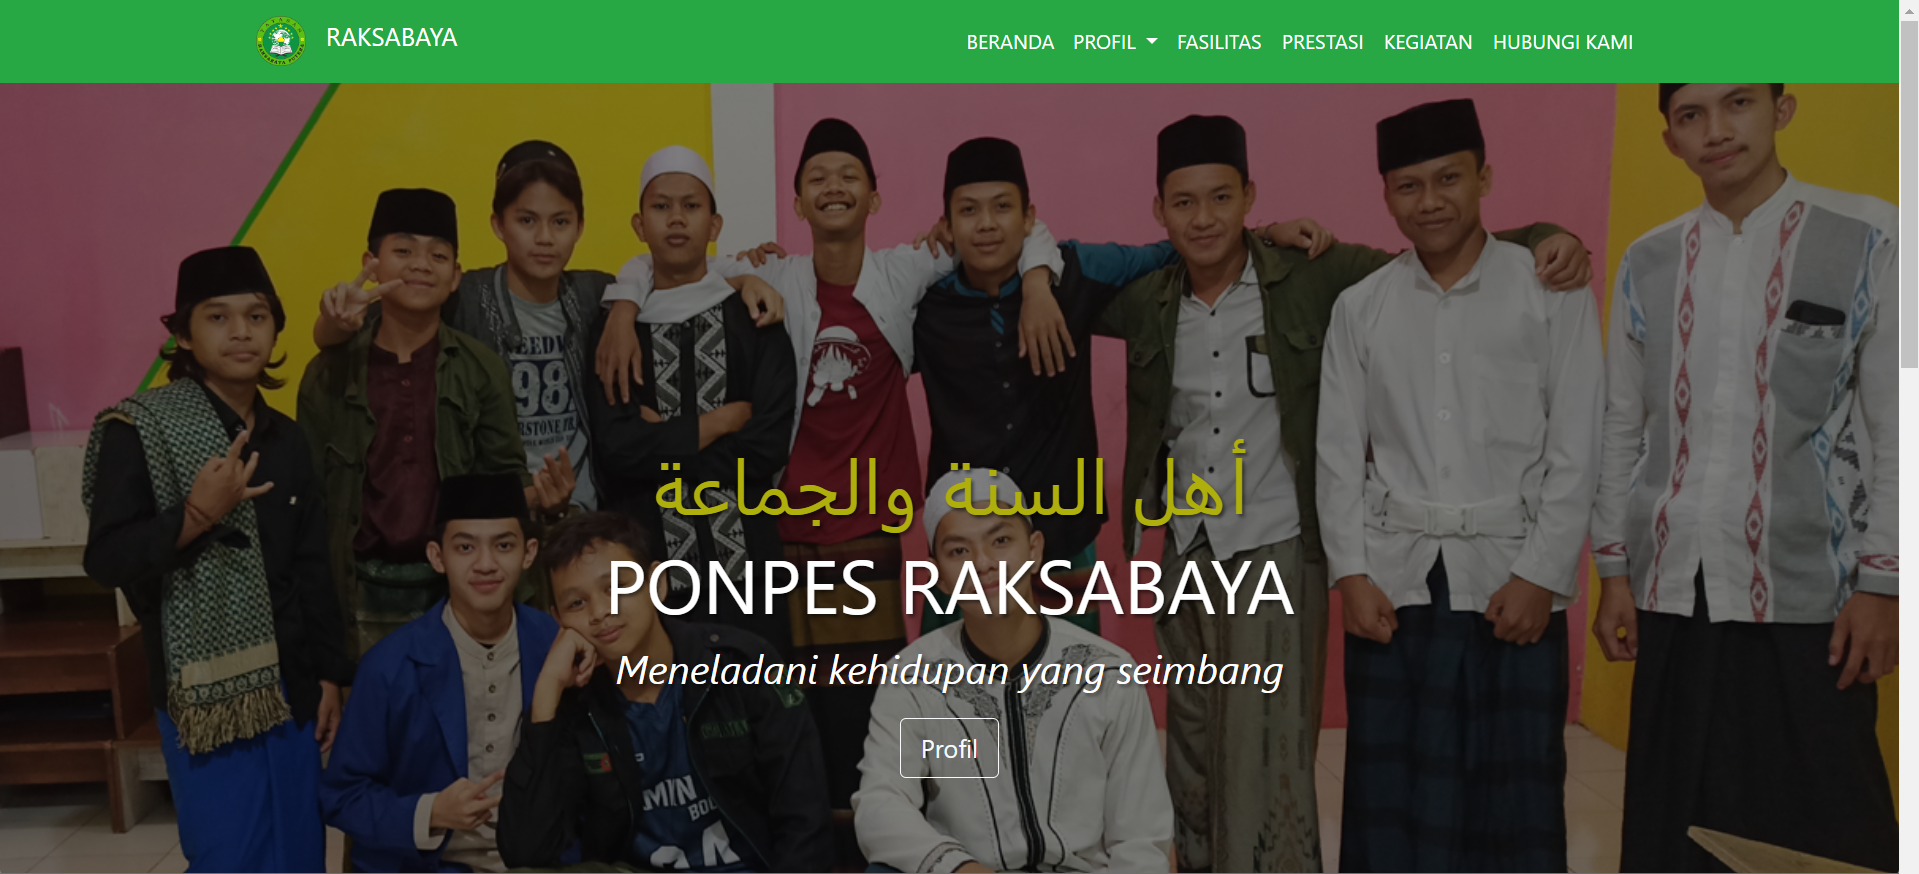 RAKSABAYA
BERANDA PROFIL FASILITAS PRESTASI KEGIATAN HUBUNGI KAMI
أهل السنة والجماعة
PONPES RAKSABAYA
Meneladani kehidupan yang seimbang
Profil